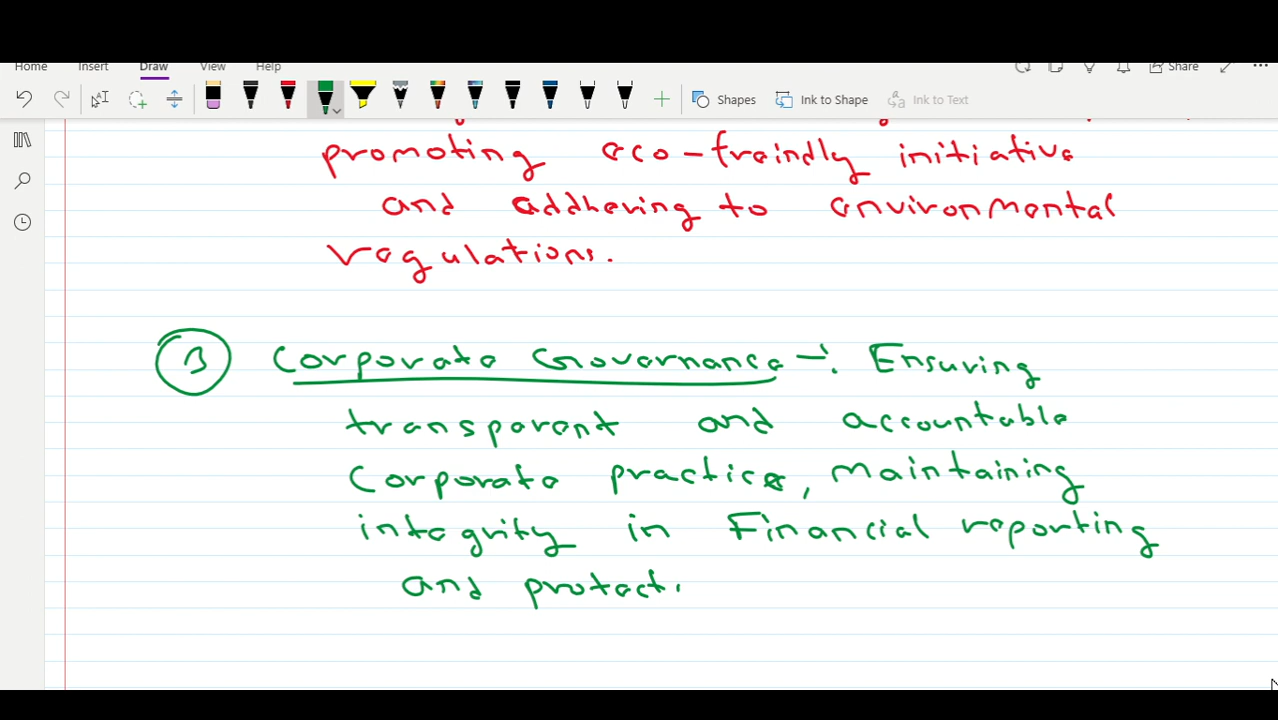 Home Insert Draw View Help Share
Shapes Ink to Shape Ink to Text
promoting eco-freindly initiative
and addhering to environmental
regulations.
3 Corporate Governance -: Ensuring
transparent and accountable
Corporate practice, maintaining
integrity in Financial reporting
and protect